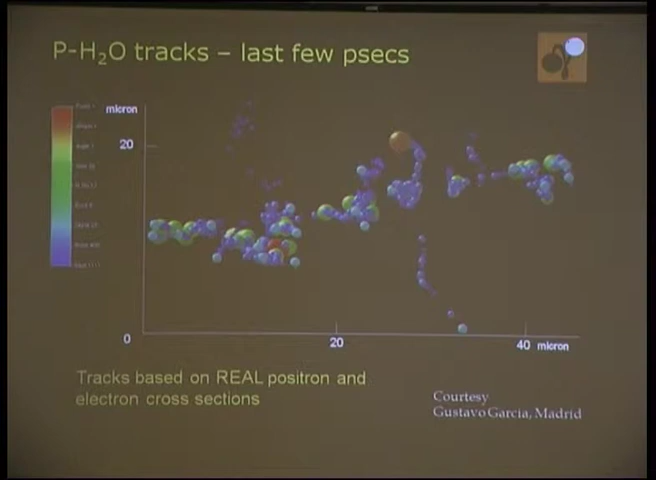 P-H₂O tracks – last few psecs
micron
20
0
20
40 micron
Tracks based on REAL positron and
electron cross sections
Courtesy
Gustavo Garcia, Madrid